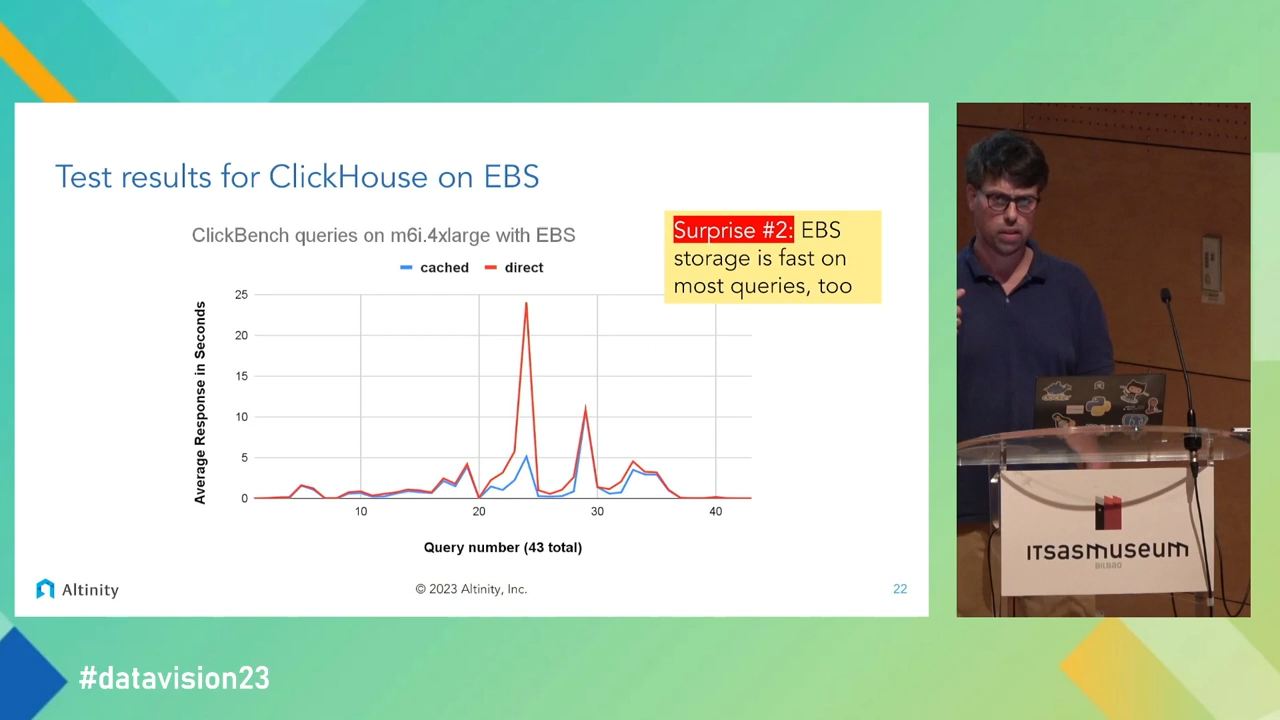 Test results for ClickHouse on EBS
ClickBench queries on m6i.4xlarge with EBS
cached direct
Surprise #2: EBS
storage is fast on
most queries, too
Average Response in Seconds
25
20
15
10
5
0
10 20 30 40
Query number (43 total)
Altinity
© 2023 Altinity, Inc.
22
ITSASMUSEUM
BILBAO
#datavision23